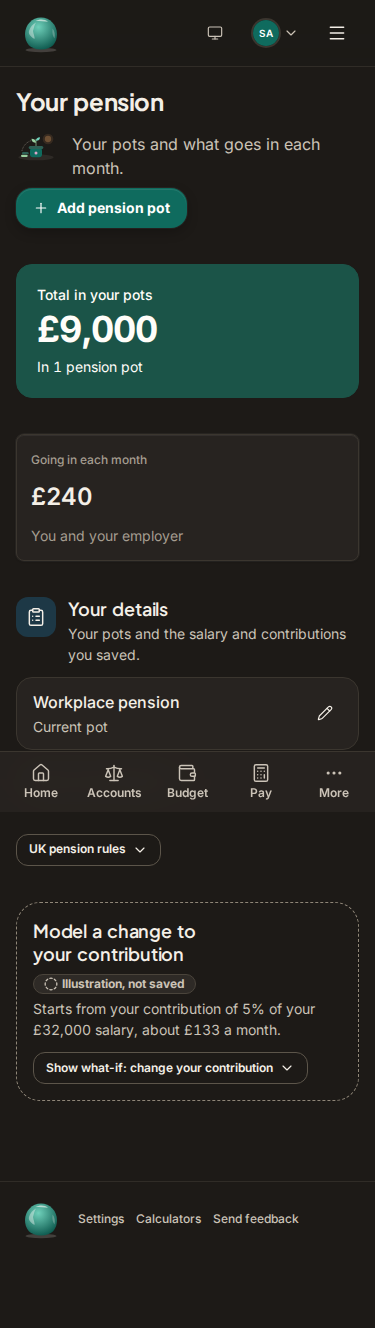 SA
Your pension
Your pots and what goes in each
month.
Add pension pot
Total in your pots
£9,000
In 1 pension pot
Going in each month
£240
You and your employer
Your details
Your pots and the salary and contributions
you saved.
Workplace pension
Current pot
Home Accounts Budget Pay More
UK pension rules
Model a change to
your contribution
Illustration, not saved
Starts from your contribution of 5% of your
£32,000 salary, about £133 a month.
Show what-if: change your contribution
Settings Calculators Send feedback